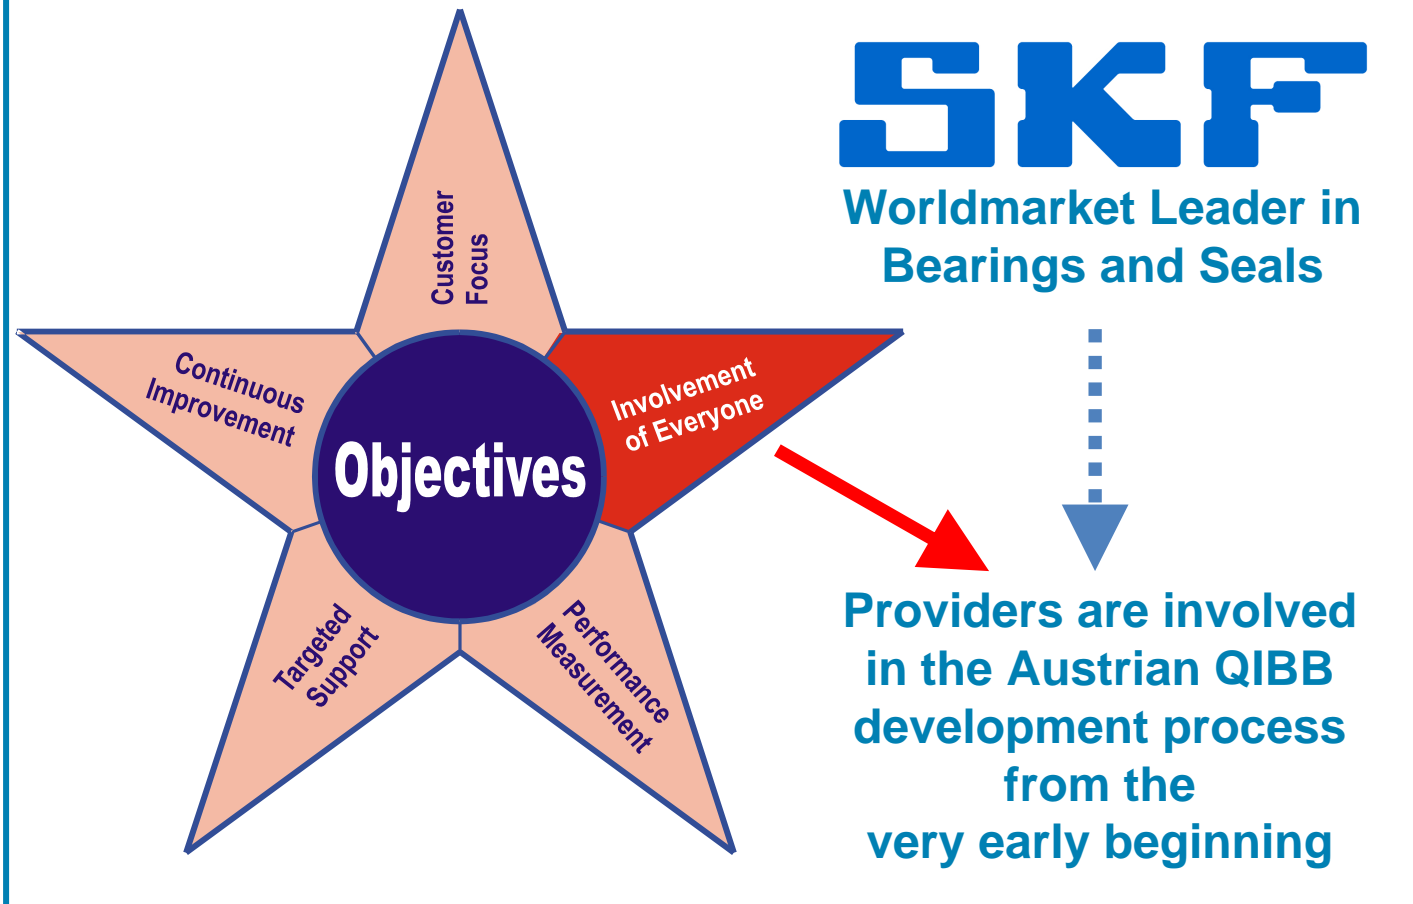 Customer
Focus
Continuous
Improvement
Involvement
of Everyone
Objectives
Targeted
Support
Performance
Measurement
SKF
Worldmarket Leader in
Bearings and Seals
Providers are involved
in the Austrian QIBB
development process
from the
very early beginning